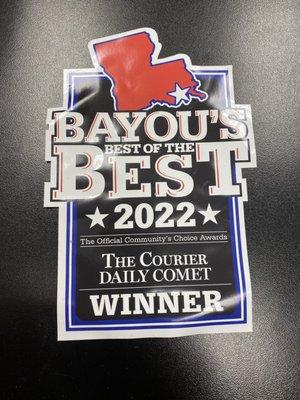 BAYOU'S
BEST OF THE
BEST
2022
The Official Community's Choice Awards
THE COURIER
DAILY COMET
WINNER